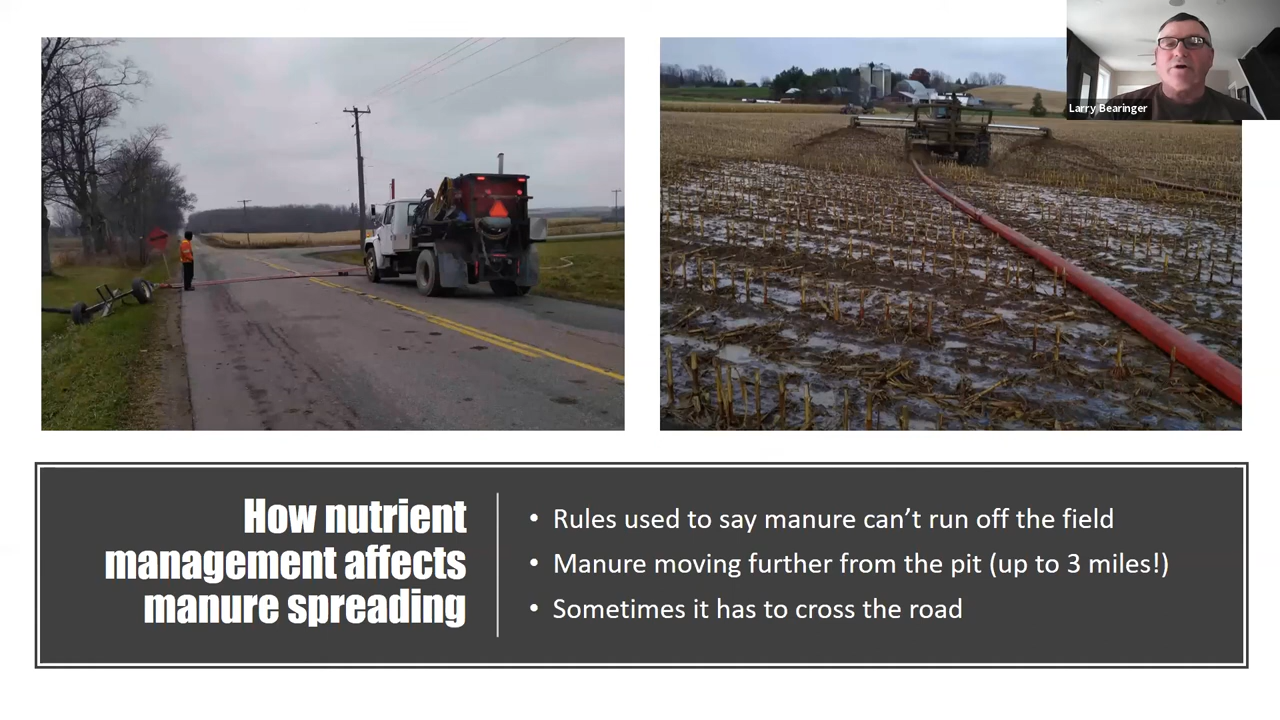 Larry Bearinger
How nutrient
management affects
manure spreading
• Rules used to say manure can’t run off the field
• Manure moving further from the pit (up to 3 miles!)
• Sometimes it has to cross the road